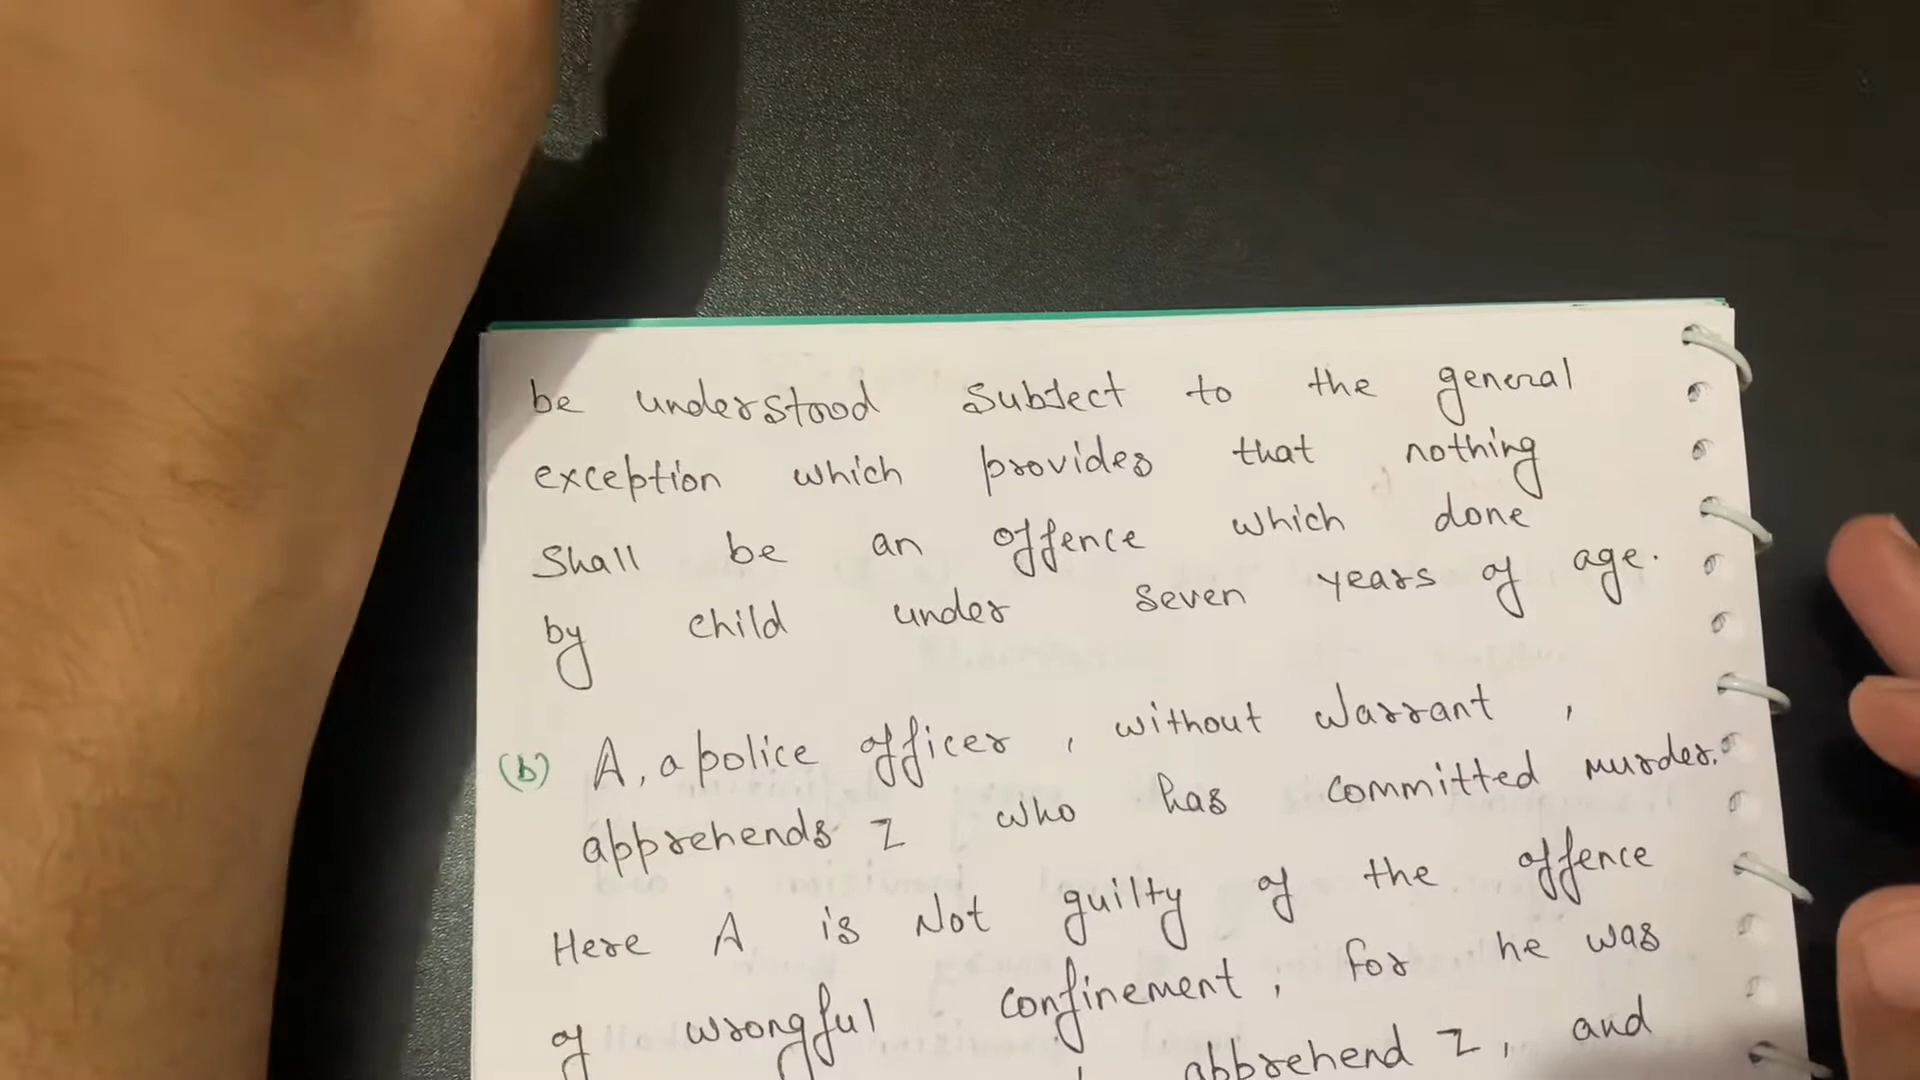 be understood subject to the general
exception which provides that nothing
Shall be an offence which done
by child under seven years of age.
(b) A, a police officer, without warrant,
apprehends Z who has committed murder.
Here A is Not guilty of the offence
of wrongful confinement, for he was
apprehend Z, and